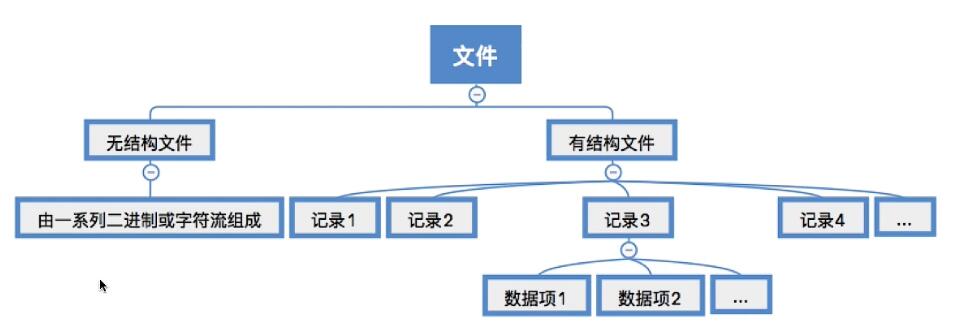 文件
无结构文件
有结构文件
由一系列二进制或字符流组成
记录1
记录2
记录3
记录4
...
数据项1
数据项2
...